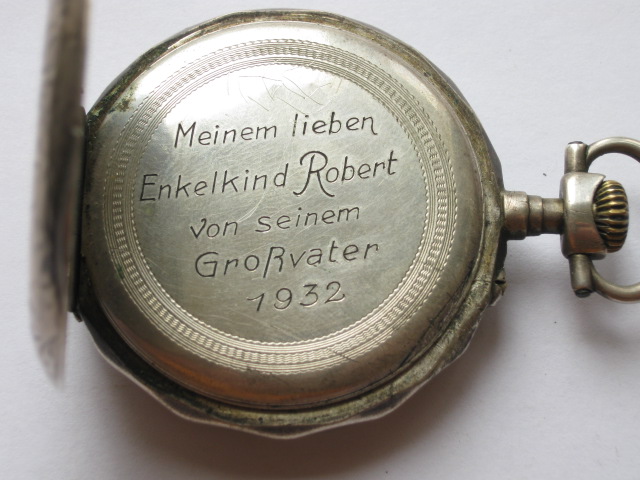 Meinem lieben
Enkelkind Robert
von seinem
Großvater
1932